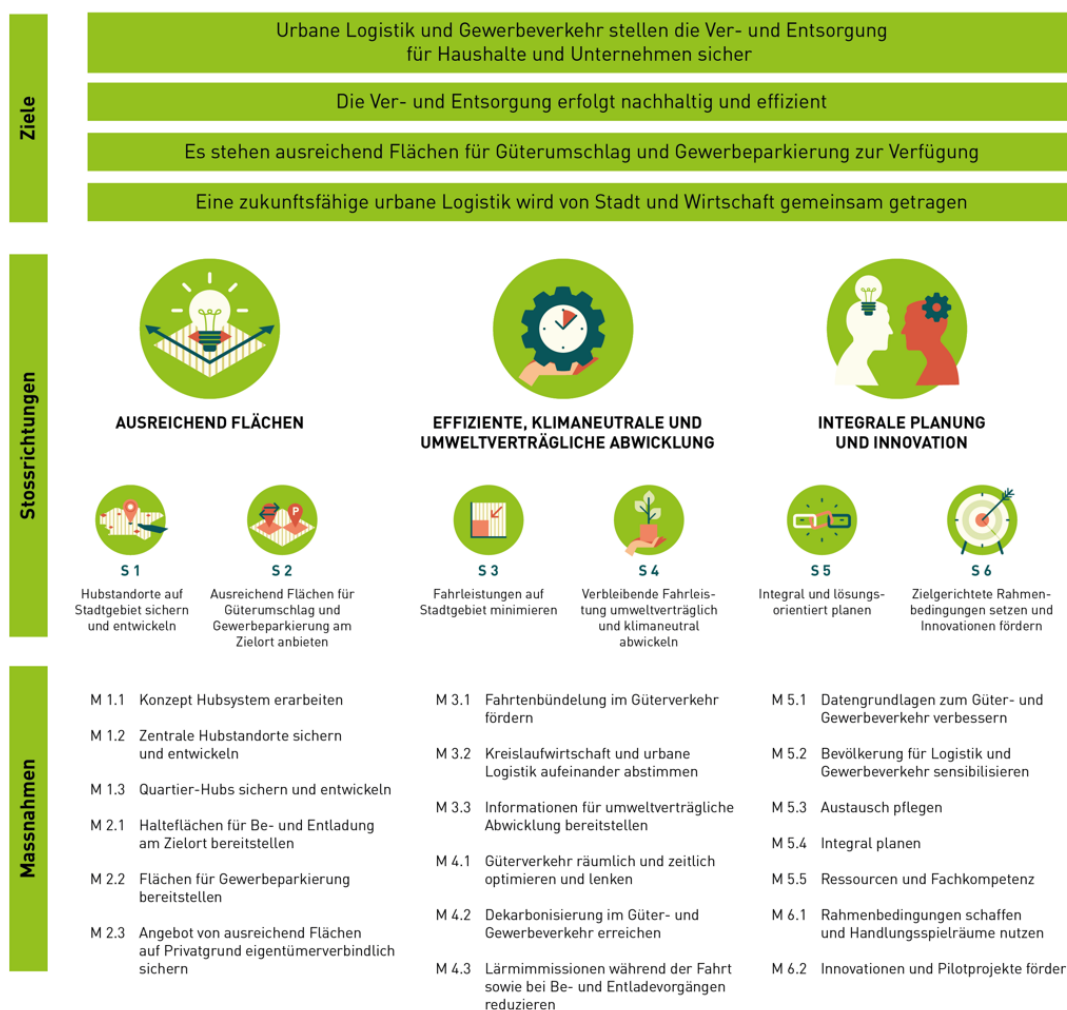 Ziele
Urbane Logistik und Gewerbeverkehr stellen die Ver- und Entsorgung
für Haushalte und Unternehmen sicher
Die Ver- und Entsorgung erfolgt nachhaltig und effizient
Es stehen ausreichend Flächen für Güterumschlag und Gewerbeparkierung zur Verfügung
Eine zukunftsfähige urbane Logistik wird von Stadt und Wirtschaft gemeinsam getragen
Stossrichtungen
AUSREICHEND FLÄCHEN
EFFIZIENTE, KLIMANEUTRALE UND
UMWELTVERTRÄGLICHE ABWICKLUNG
INTEGRALE PLANUNG
UND INNOVATION
P
S 1
Hubstandorte auf
Stadtgebiet sichern
und entwickeln
S 2
Ausreichend Flächen für
Güterumschlag und
Gewerbeparkierung am
Zielort anbieten
S 3
Fahrleistungen auf
Stadtgebiet minimieren
S 4
Verbleibende Fahrleis-
tung umweltverträglich
und klimaneutral
abwickeln
S 5
Integral und lösungs-
orientiert planen
S 6
Zielgerichtete Rahmen-
bedingungen setzen und
Innovationen fördern
Massnahmen
M 1.1 Konzept Hubsystem erarbeiten
M 1.2 Zentrale Hubstandorte sichern
und entwickeln
M 1.3 Quartier-Hubs sichern und entwickeln
M 2.1 Halteflächen für Be- und Entladung
am Zielort bereitstellen
M 2.2 Flächen für Gewerbeparkierung
bereitstellen
M 2.3 Angebot von ausreichend Flächen
auf Privatgrund eigentümerverbindlich
sichern
M 3.1 Fahrtenbündelung im Güterverkehr
fördern
M 3.2 Kreislaufwirtschaft und urbane
Logistik aufeinander abstimmen
M 3.3 Informationen für umweltverträgliche
Abwicklung bereitstellen
M 4.1 Güterverkehr räumlich und zeitlich
optimieren und lenken
M 4.2 Dekarbonisierung im Güter- und
Gewerbeverkehr erreichen
M 4.3 Lärmimmissionen während der Fahrt
sowie bei Be- und Entladevorgängen
reduzieren
M 5.1 Datengrundlagen zum Güter- und
Gewerbeverkehr verbessern
M 5.2 Bevölkerung für Logistik und
Gewerbeverkehr sensibilisieren
M 5.3 Austausch pflegen
M 5.4 Integral planen
M 5.5 Ressourcen und Fachkompetenz
M 6.1 Rahmenbedingungen schaffen
und Handlungsspielräume nutzen
M 6.2 Innovationen und Pilotprojekte förder